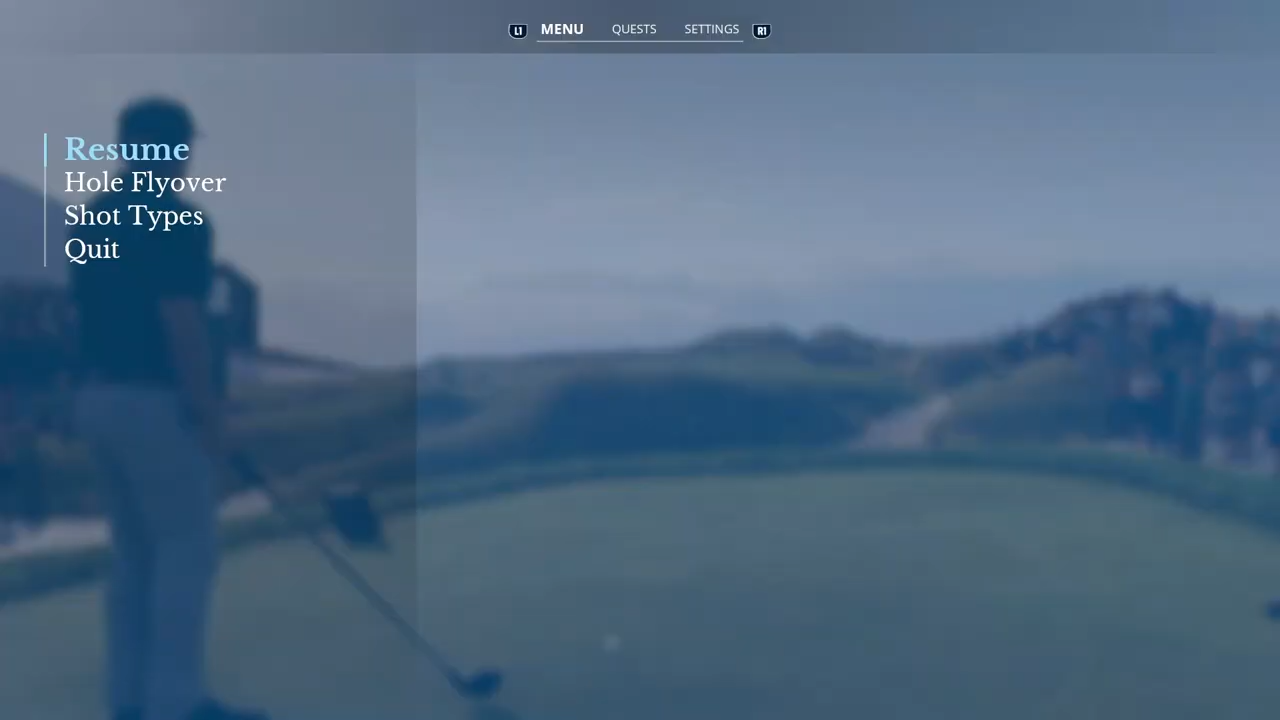 L1 MENU QUESTS SETTINGS R1
Resume
Hole Flyover
Shot Types
Quit